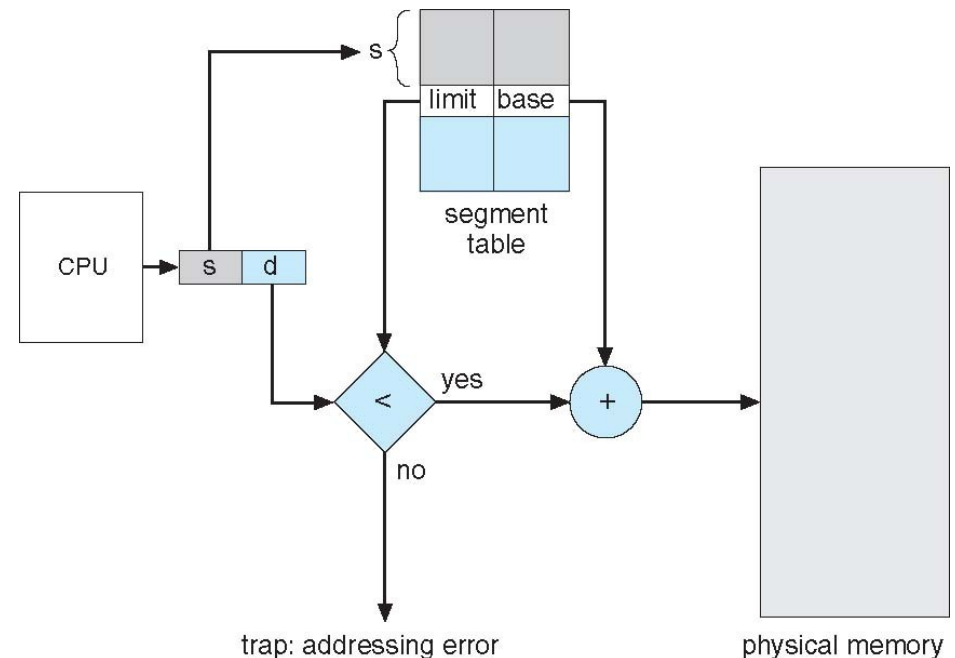 s
limit base
segment
table
CPU
s d
yes
<
+
no
trap: addressing error
physical memory